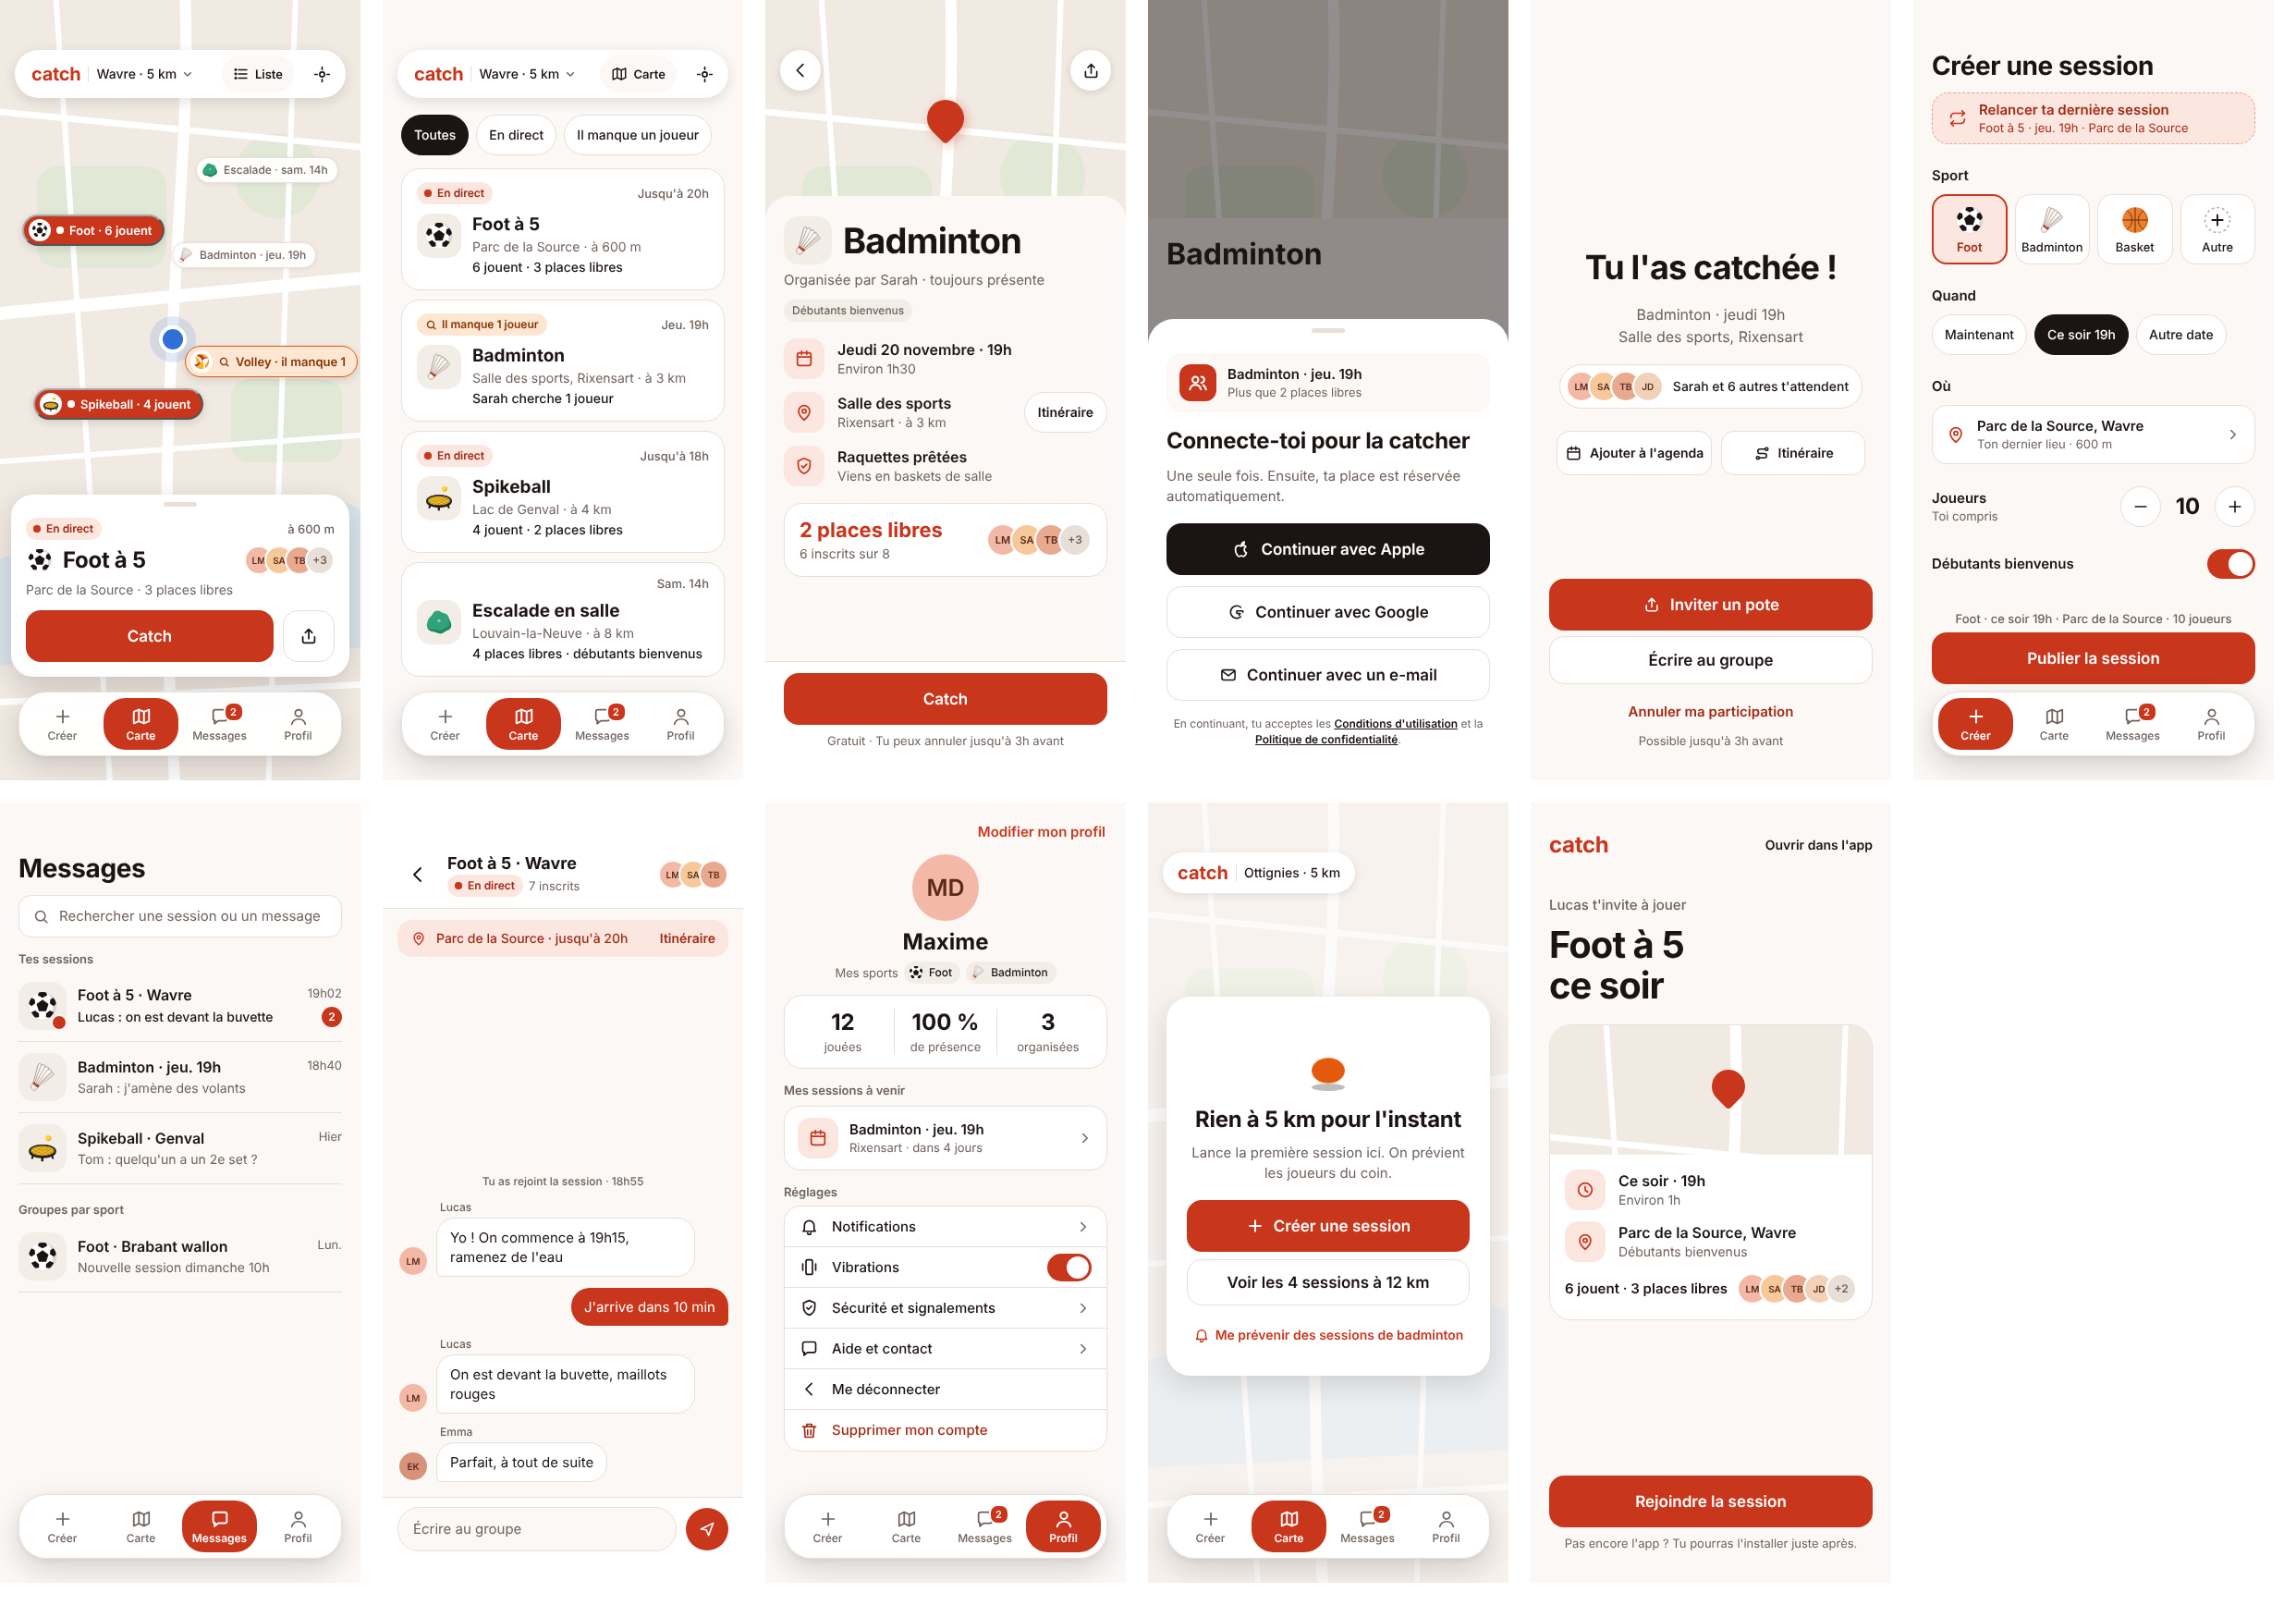 catch
Wavre · 5 km
Liste
Escalade · sam. 14h
Foot · 6 jouent
Badminton · jeu. 19h
Volley · il manque 1
Spikeball · 4 jouent
En direct
à 600 m
Foot à 5
LM SA TB +3
Parc de la Source · 3 places libres
Catch
Créer
Carte
2
Messages
Profil
catch
Wavre · 5 km
Carte
Toutes
En direct
Il manque un joueur
En direct
Jusqu'à 20h
Foot à 5
Parc de la Source · à 600 m
6 jouent · 3 places libres
Il manque 1 joueur
Jeu. 19h
Badminton
Salle des sports, Rixensart · à 3 km
Sarah cherche 1 joueur
En direct
Jusqu'à 18h
Spikeball
Lac de Genval · à 4 km
4 jouent · 2 places libres
Sam. 14h
Escalade en salle
Louvain-la-Neuve · à 8 km
4 places libres · débutants bienvenus
Créer
Carte
2
Messages
Profil
Badminton
Organisée par Sarah · toujours présente
Débutants bienvenus
Jeudi 20 novembre · 19h
Environ 1h30
Salle des sports
Rixensart · à 3 km
Itinéraire
Raquettes prêtées
Viens en baskets de salle
2 places libres
6 inscrits sur 8
LM SA TB +3
Catch
Gratuit · Tu peux annuler jusqu'à 3h avant
Badminton
Badminton · jeu. 19h
Plus que 2 places libres
Connecte-toi pour la catcher
Une seule fois. Ensuite, ta place est réservée
automatiquement.
Continuer avec Apple
Continuer avec Google
Continuer avec un e-mail
En continuant, tu acceptes les Conditions d'utilisation et la
Politique de confidentialité.
Tu l'as catchée !
Badminton · jeudi 19h
Salle des sports, Rixensart
LM SA TB JD
Sarah et 6 autres t'attendent
Ajouter à l'agenda
Itinéraire
Inviter un pote
Écrire au groupe
Annuler ma participation
Possible jusqu'à 3h avant
Créer une session
Relancer ta dernière session
Foot à 5 · jeu. 19h · Parc de la Source
Sport
Foot
Badminton
Basket
Autre
Quand
Maintenant
Ce soir 19h
Autre date
Où
Parc de la Source, Wavre
Ton dernier lieu · 600 m
Joueurs
Toi compris
10
Débutants bienvenus
Foot · ce soir 19h · Parc de la Source · 10 joueurs
Publier la session
Créer
Carte
2
Messages
Profil
Messages
Rechercher une session ou un message
Tes sessions
Foot à 5 · Wavre
19h02
Lucas : on est devant la buvette
2
Badminton · jeu. 19h
18h40
Sarah : j'amène des volants
Spikeball · Genval
Hier
Tom : quelqu'un a un 2e set ?
Groupes par sport
Foot · Brabant wallon
Lun.
Nouvelle session dimanche 10h
Créer
Carte
Messages
Profil
Foot à 5 · Wavre
En direct
7 inscrits
LM SA TB
Parc de la Source · jusqu'à 20h
Itinéraire
Tu as rejoint la session · 18h55
Lucas
Yo ! On commence à 19h15,
ramenez de l'eau
LM
J'arrive dans 10 min
Lucas
On est devant la buvette, maillots
rouges
LM
Emma
Parfait, à tout de suite
EK
Écrire au groupe
Modifier mon profil
MD
Maxime
Mes sports
Foot
Badminton
12
jouées
100 %
de présence
3
organisées
Mes sessions à venir
Badminton · jeu. 19h
Rixensart · dans 4 jours
Réglages
Notifications
Vibrations
Sécurité et signalements
Aide et contact
Me déconnecter
Supprimer mon compte
Créer
Carte
2
Messages
Profil
catch
Ottignies · 5 km
Rien à 5 km pour l'instant
Lance la première session ici. On prévient
les joueurs du coin.
Créer une session
Voir les 4 sessions à 12 km
Me prévenir des sessions de badminton
Créer
Carte
2
Messages
Profil
catch
Ouvrir dans l'app
Lucas t'invite à jouer
Foot à 5
ce soir
Ce soir · 19h
Environ 1h
Parc de la Source, Wavre
Débutants bienvenus
6 jouent · 3 places libres
LM SA TB JD +2
Rejoindre la session
Pas encore l'app ? Tu pourras l'installer juste après.